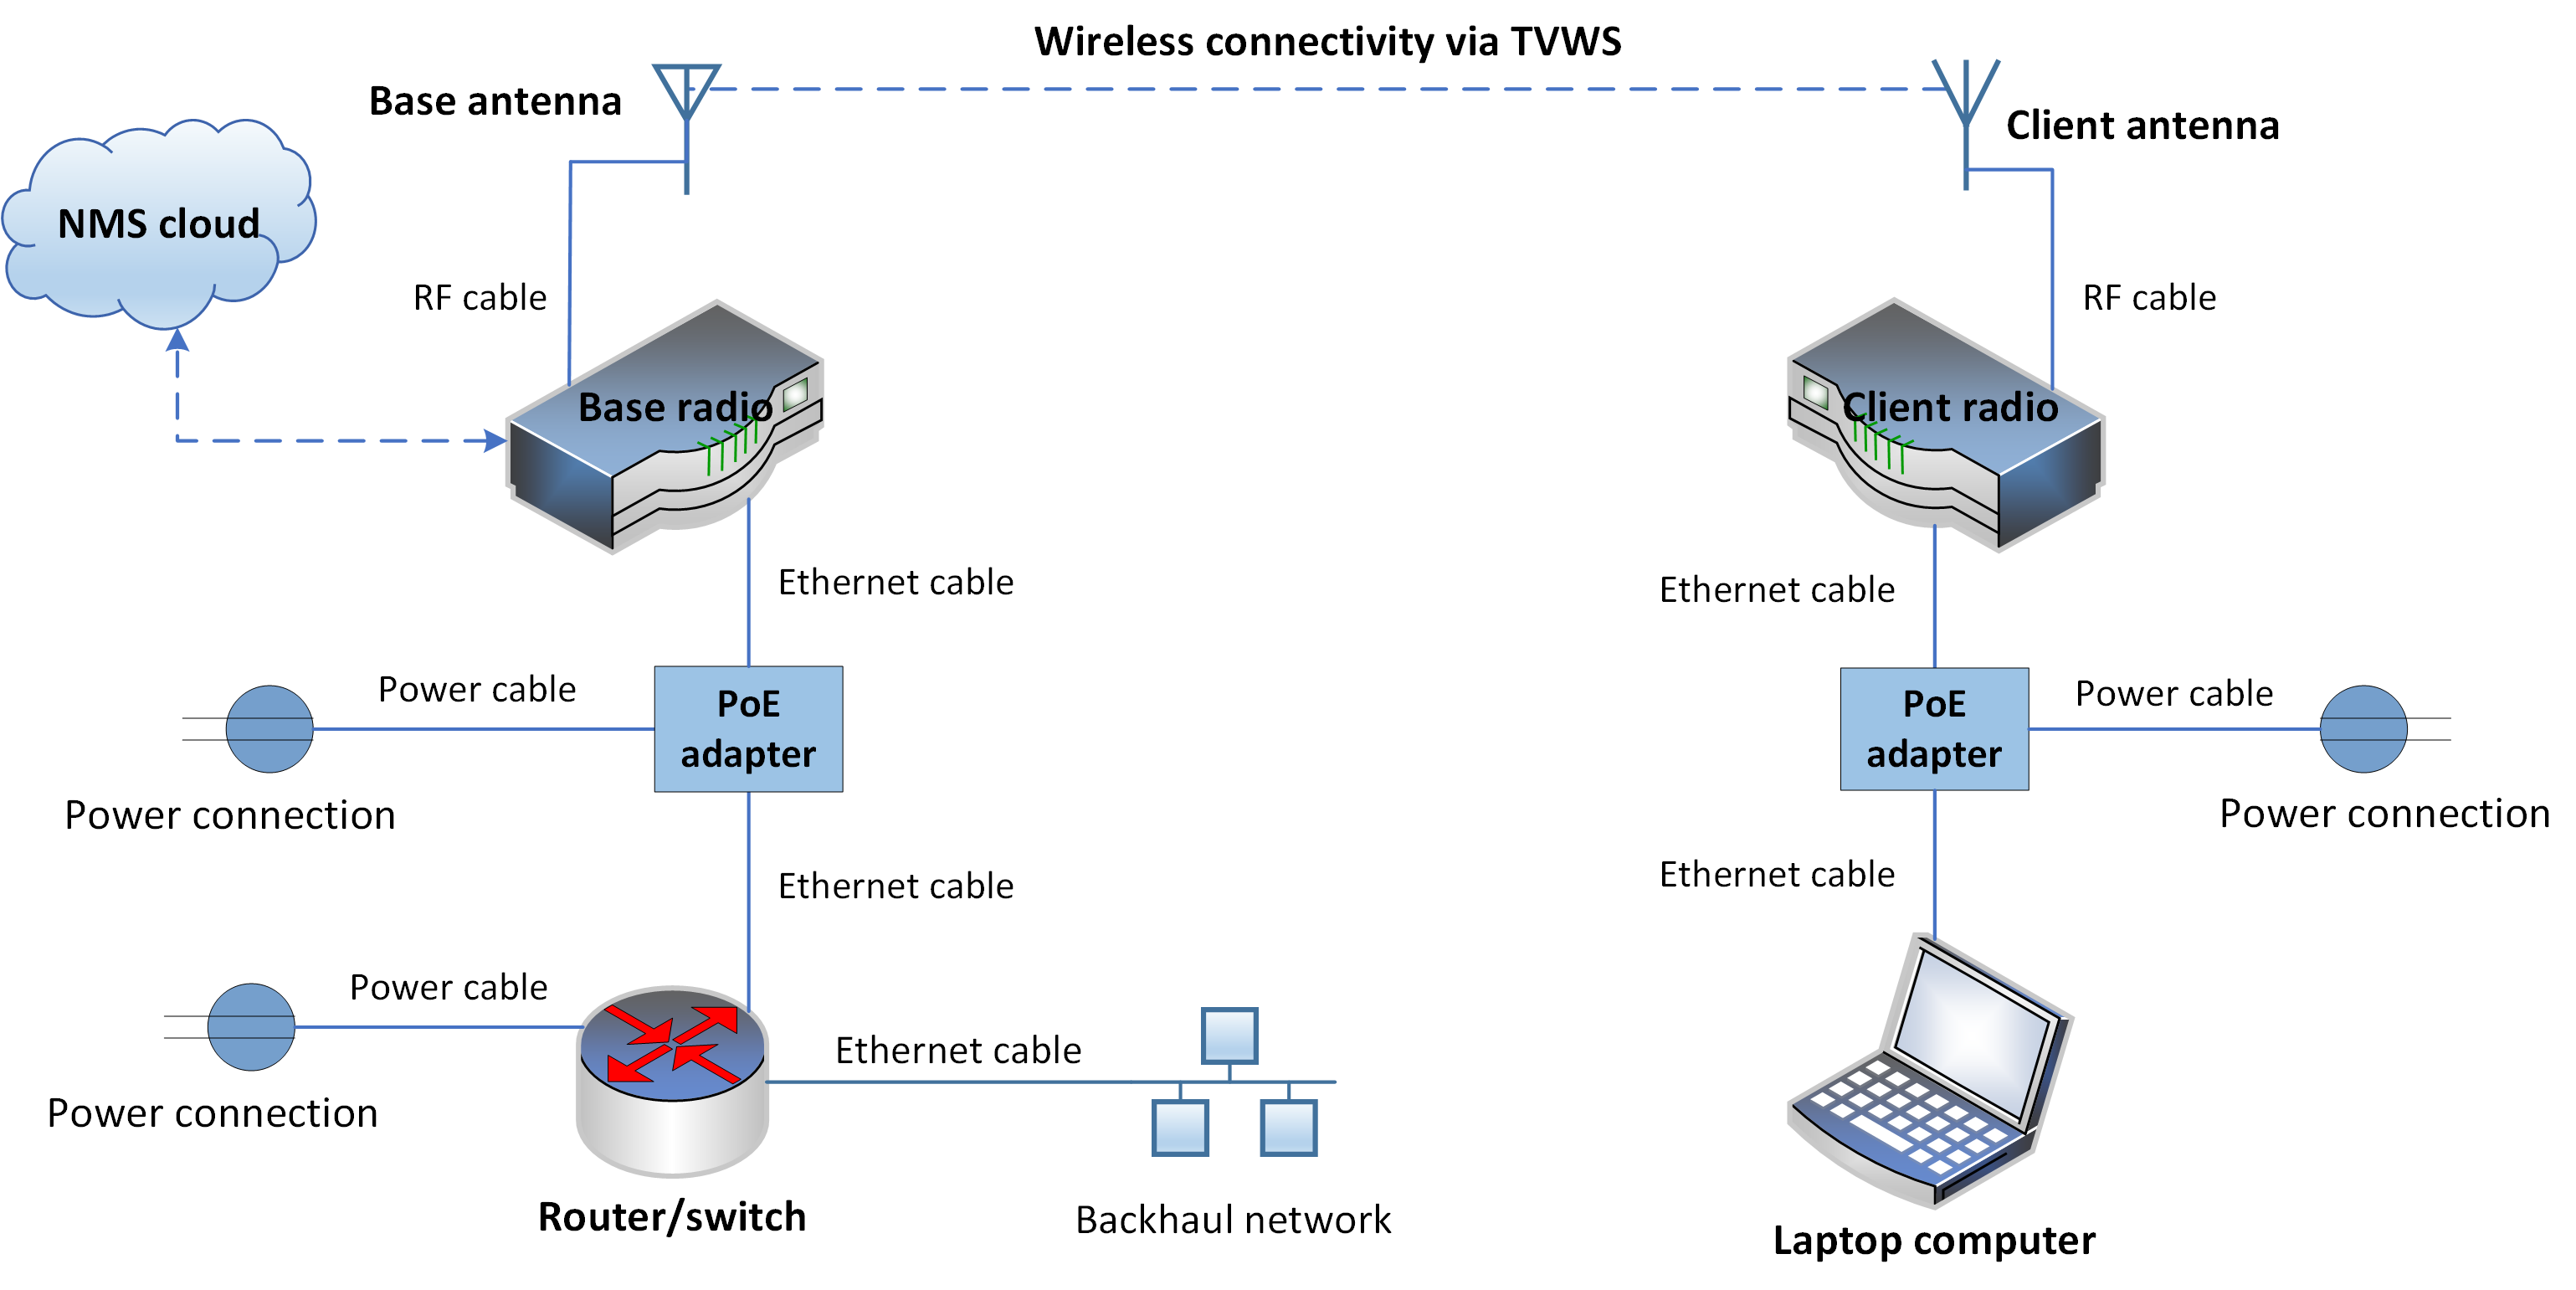 Wireless connectivity via TVWS
Base antenna
Client antenna
NMS cloud
RF cable
RF cable
Base radio
Client radio
Ethernet cable
Ethernet cable
Power cable
PoE
adapter
PoE
adapter
Power cable
Power connection
Power connection
Ethernet cable
Ethernet cable
Power cable
Ethernet cable
Power connection
Router/switch
Backhaul network
Laptop computer